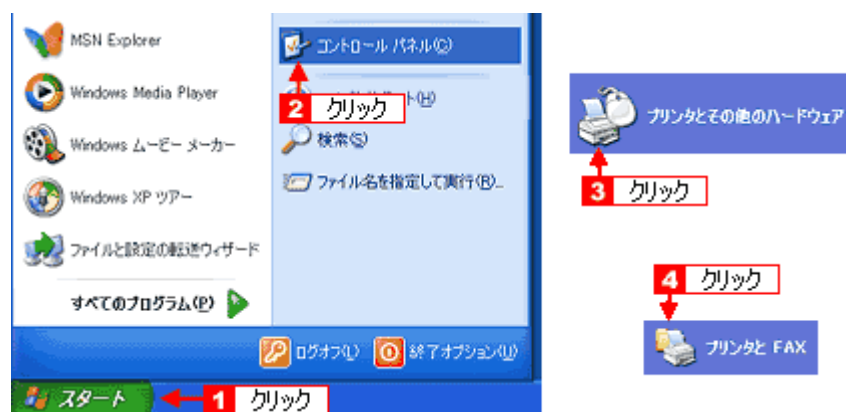 MSN Explorer
Windows Media Player
Windows ムービー メーカー
Windows XP ツアー
ファイルと設定の転送ウィザード
すべてのプログラム(P)
コントロール パネル(C)
2 クリック
ト(H)
検索(S)
ファイル名を指定して実行(R)...
ログオフ(L)
終了オプション(U)
スタート
1 クリック
プリンタとその他のハードウェア
3 クリック
4 クリック
プリンタと FAX